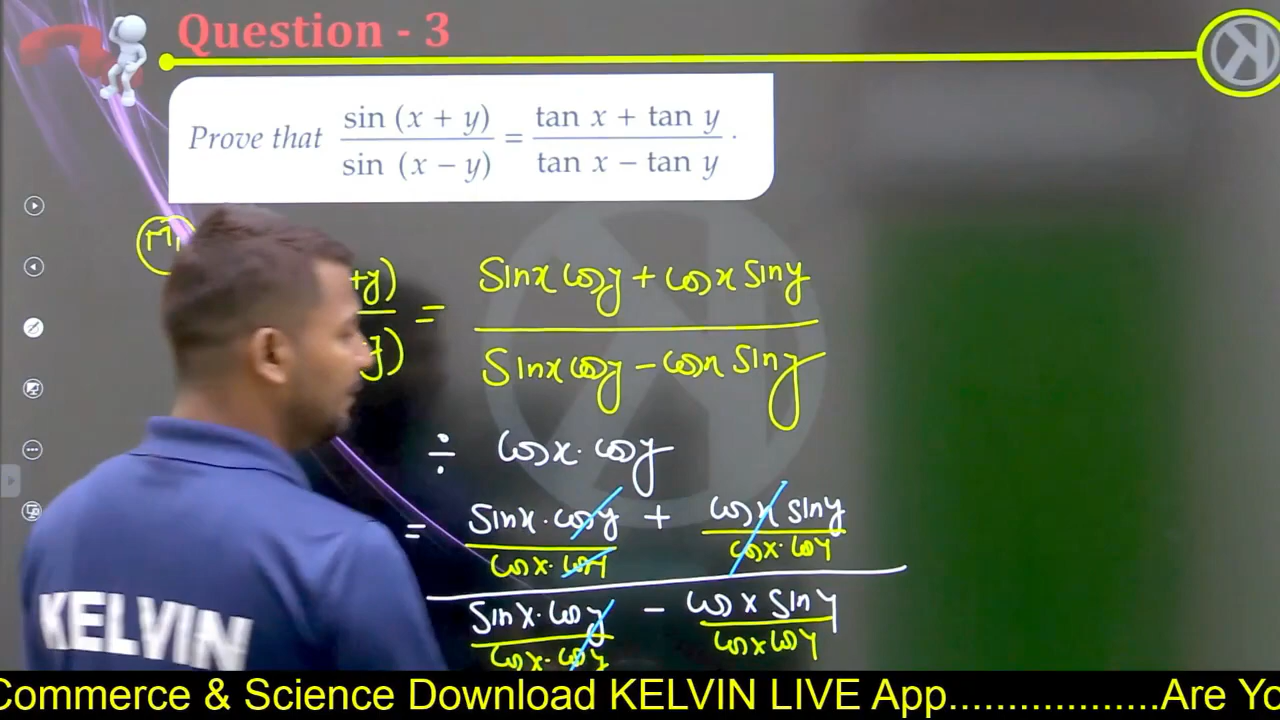 Question - 3
Prove that sin (x + y) / sin (x − y) = tan x + tan y / tan x − tan y .
M1
+y) / y) = Sinx cosy + cosx siny / Sinx cosy − cosx siny
÷ cosx · cosy
= Sinx · cosy / cosx · cosy + cosx siny / cosx · cosy
Sinx · cosy / cosx · cosy − cosx siny / cosx cosy
KELVIN
Commerce & Science Download KELVIN LIVE App..................Are Yo